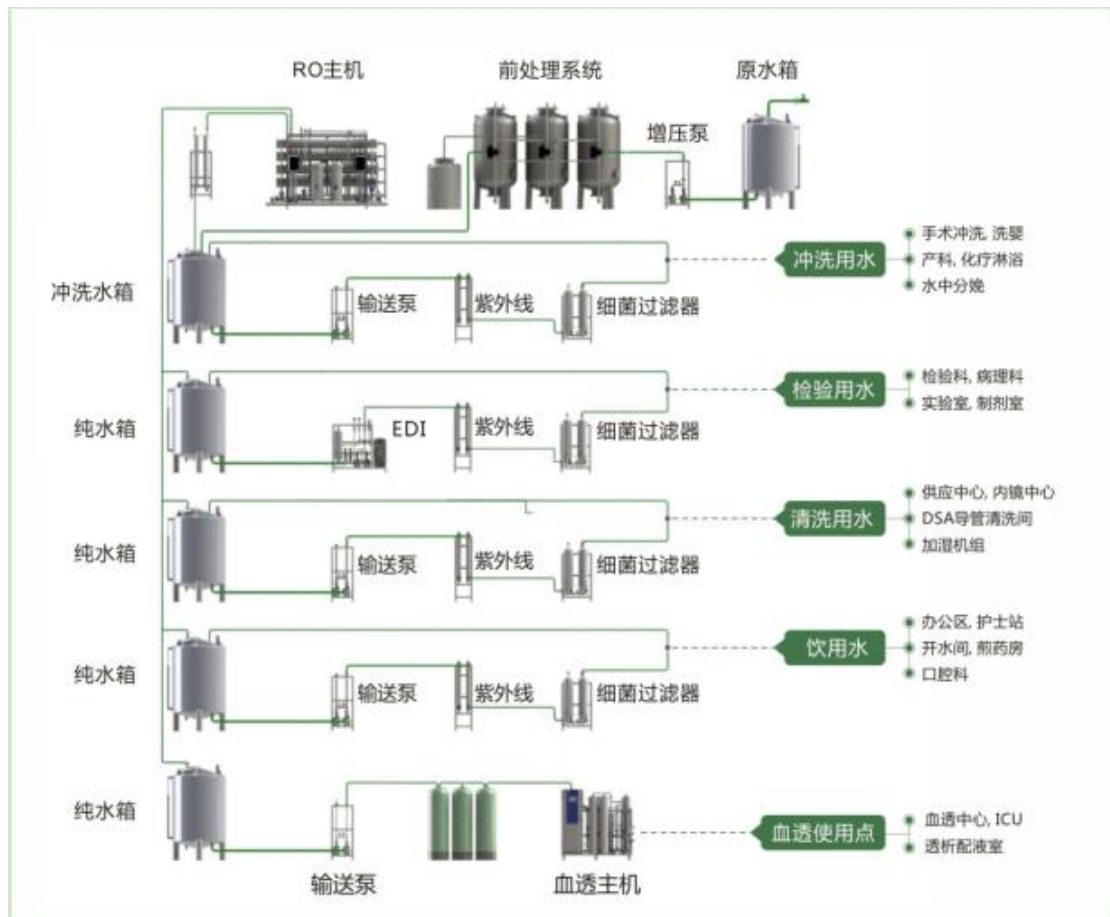 RO主机
前处理系统
原水箱
增压泵
冲洗水箱
输送泵
紫外线
细菌过滤器
冲洗用水
手术冲洗, 洗婴
产科, 化疗淋浴
水中分娩
纯水箱
EDI
紫外线
细菌过滤器
检验用水
检验科, 病理科
实验室, 制剂室
纯水箱
输送泵
紫外线
细菌过滤器
清洗用水
供应中心, 内镜中心
DSA导管清洗间
加湿机组
纯水箱
输送泵
紫外线
细菌过滤器
饮用水
办公区, 护士站
开水间, 煎药房
口腔科
纯水箱
输送泵
血透主机
血透使用点
血透中心, ICU
透析配液室